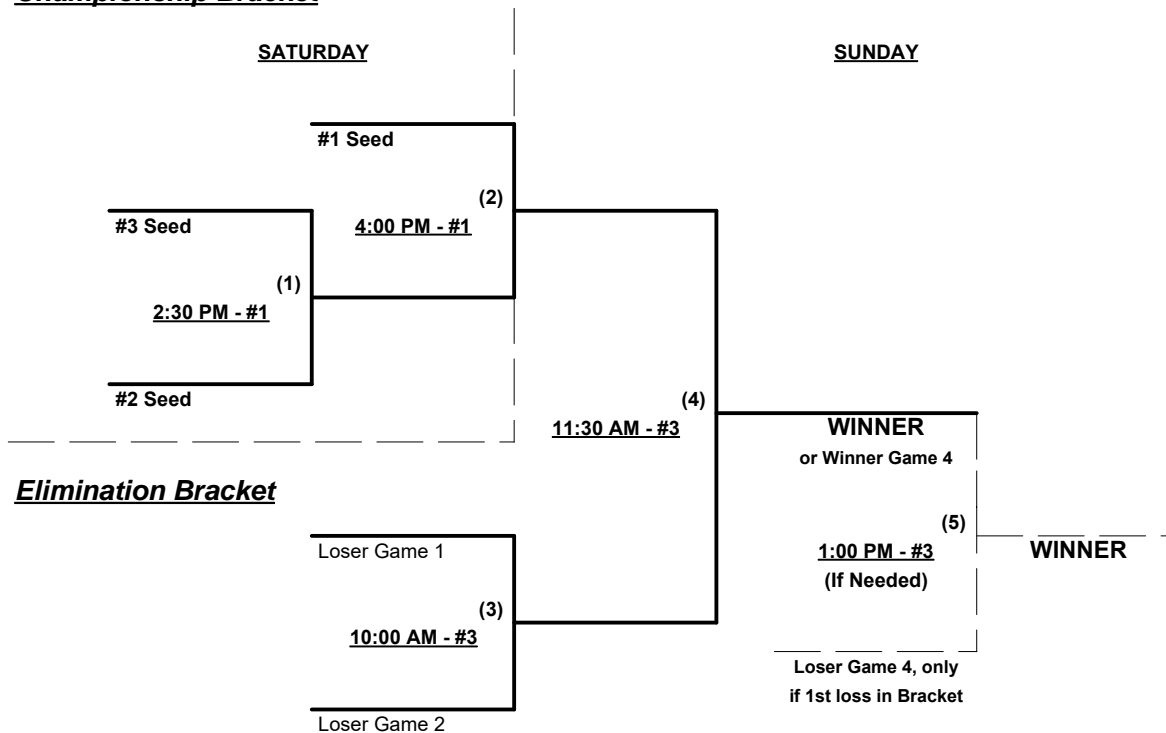 Championship Bracket
SATURDAY
SUNDAY
#1 Seed
(2)
4:00 PM - #1
#3 Seed
(1)
2:30 PM - #1
#2 Seed
(4)
11:30 AM - #3
WINNER
or Winner Game 4
Elimination Bracket
(5)
1:00 PM - #3
(If Needed)
WINNER
Loser Game 1
(3)
10:00 AM - #3
Loser Game 2
Loser Game 4, only
if 1st loss in Bracket